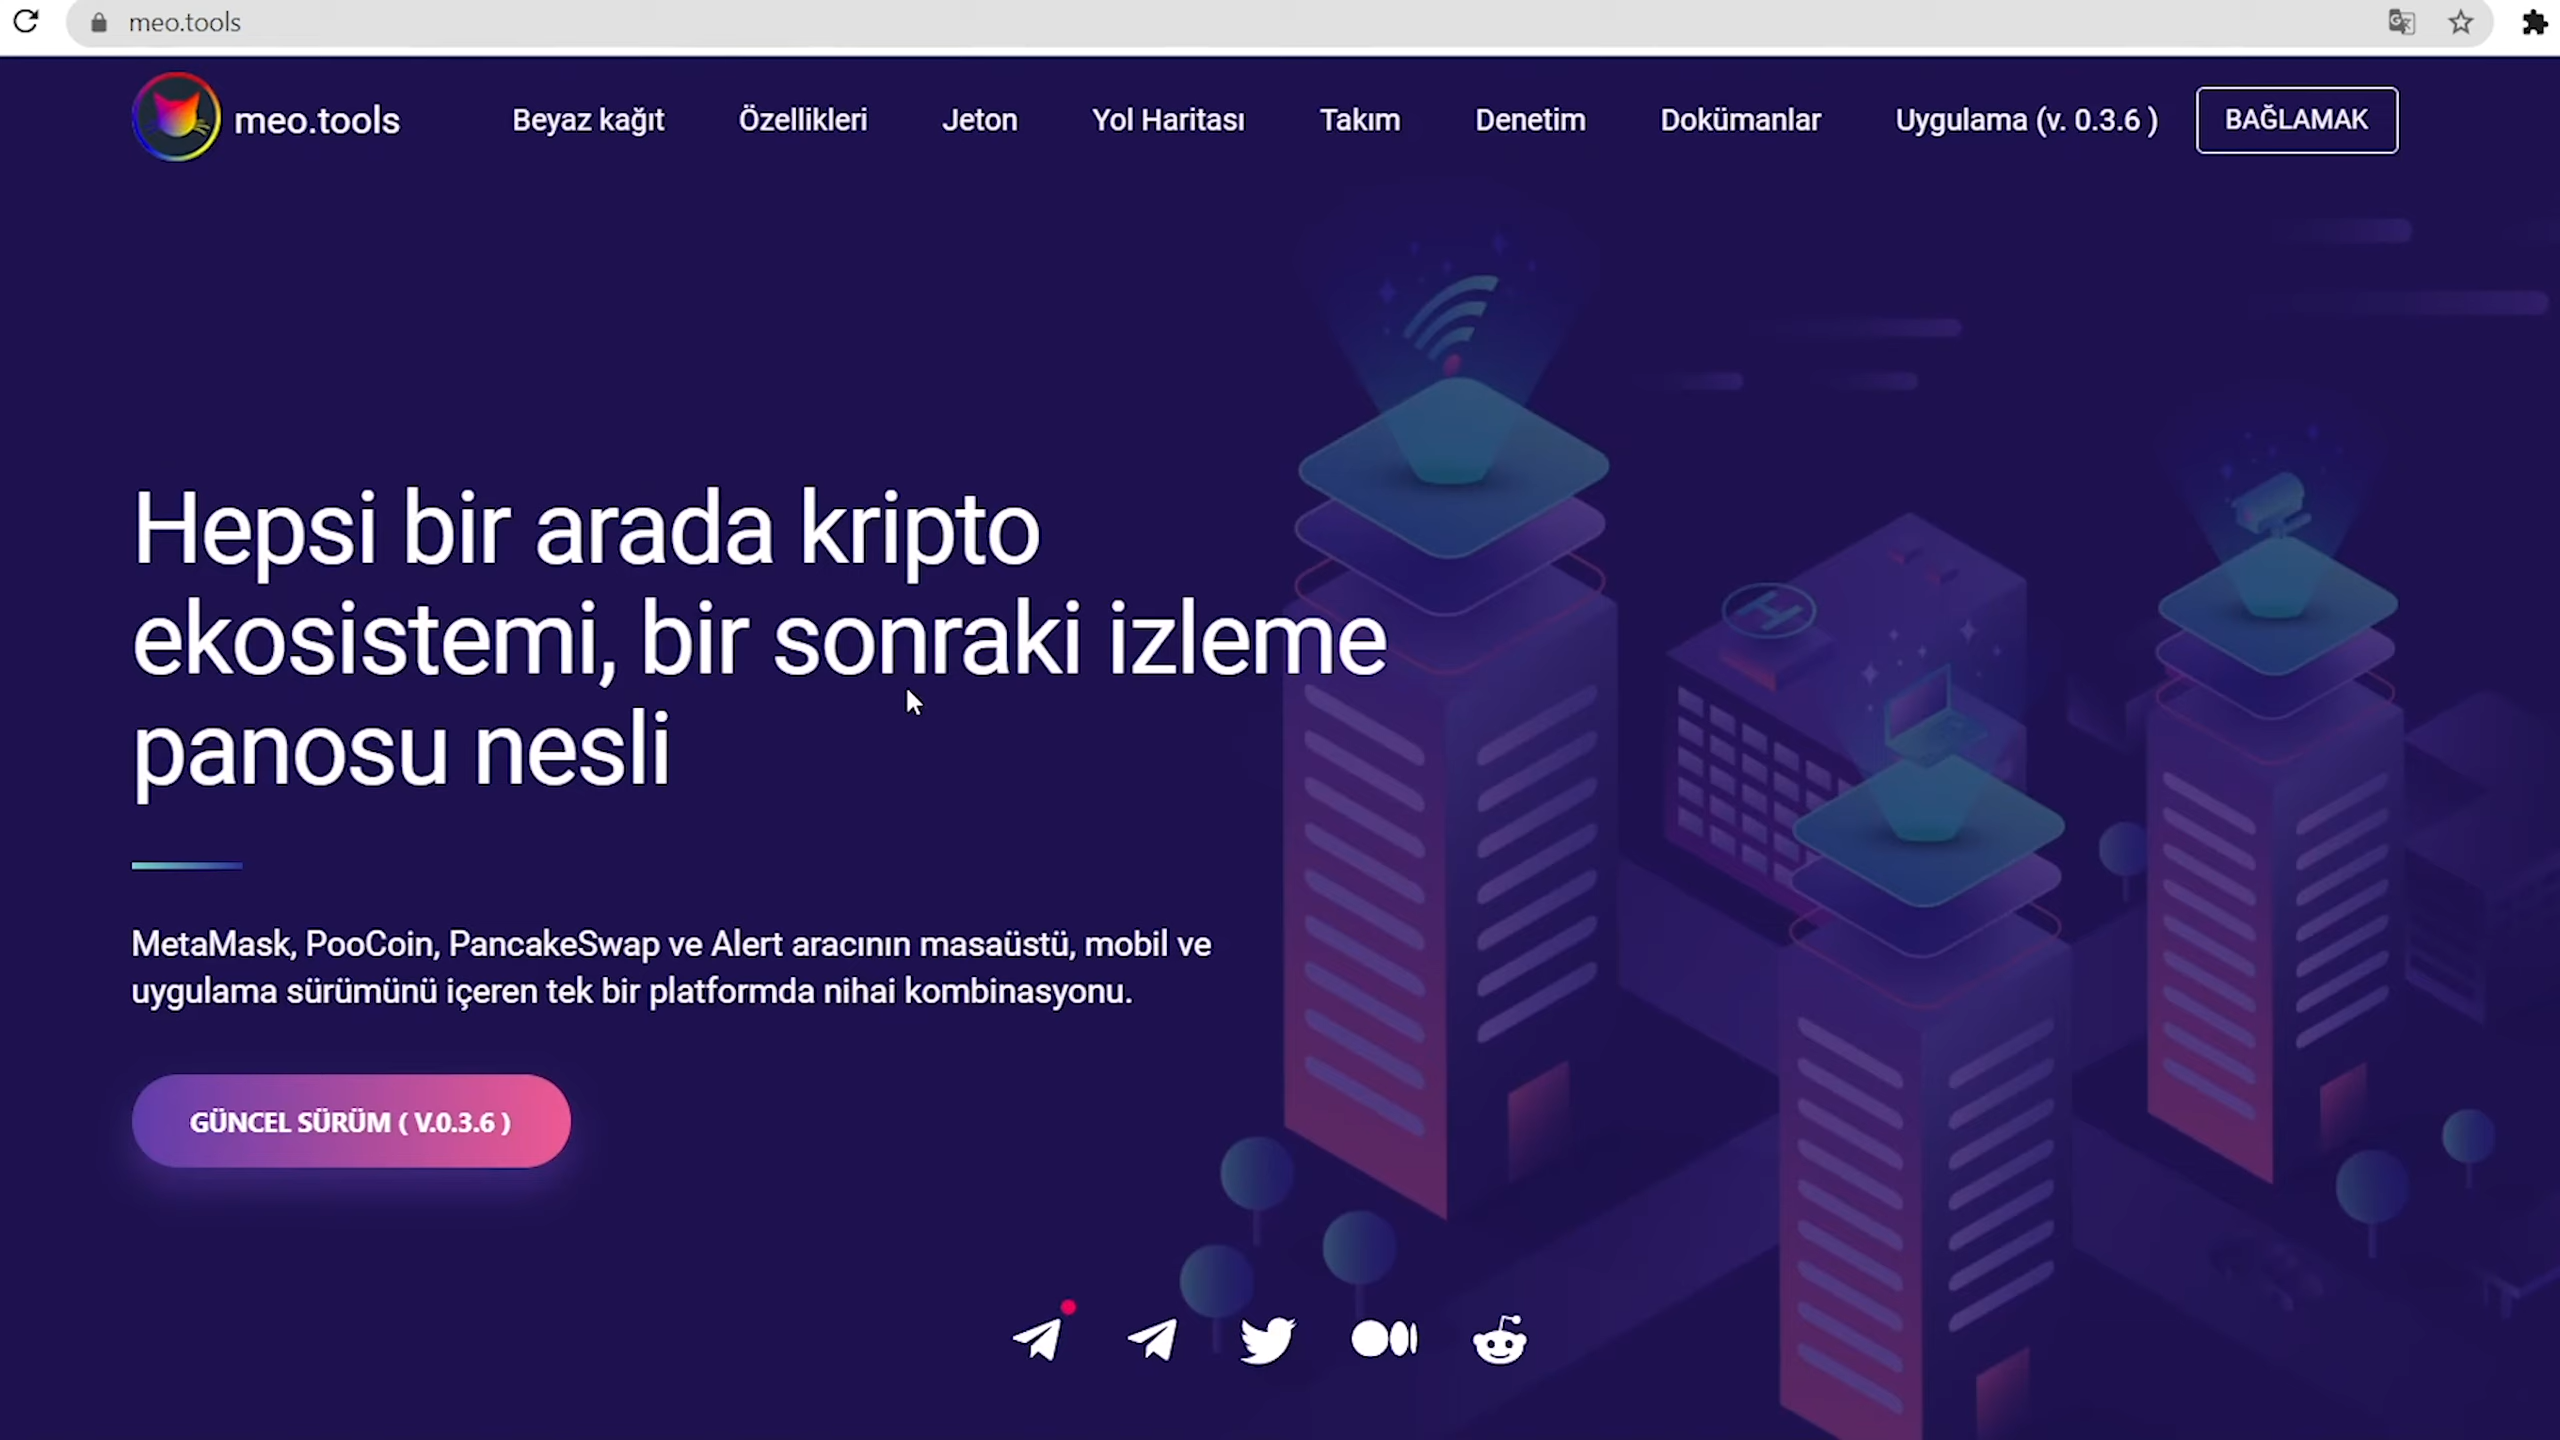 meo.tools
meo.tools
Beyaz kağıt
Özellikleri
Jeton
Yol Haritası
Takım
Denetim
Dokümanlar
Uygulama (v. 0.3.6 )
BAĞLAMAK
Hepsi bir arada kripto
ekosistemi, bir sonraki izleme
panosu nesli
MetaMask, PooCoin, PancakeSwap ve Alert aracının masaüstü, mobil ve
uygulama sürümünü içeren tek bir platformda nihai kombinasyonu.
GÜNCEL SÜRÜM ( V.0.3.6 )
H